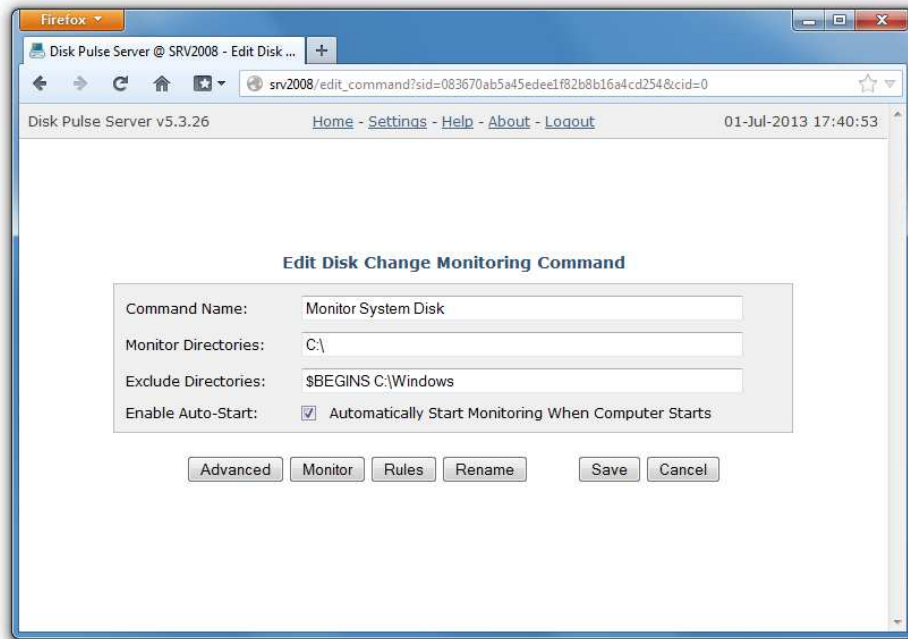 Firefox
Disk Pulse Server @ SRV2008 - Edit Disk ...
srv2008/edit_command?sid=083670ab5a45edee1f82b8b16a4cd254&cid=0
Disk Pulse Server v5.3.26 Home - Settings - Help - About - Logout 01-Jul-2013 17:40:53
Edit Disk Change Monitoring Command
Command Name: Monitor System Disk
Monitor Directories: C:\
Exclude Directories: $BEGINS C:\Windows
Enable Auto-Start: Automatically Start Monitoring When Computer Starts
Advanced Monitor Rules Rename Save Cancel